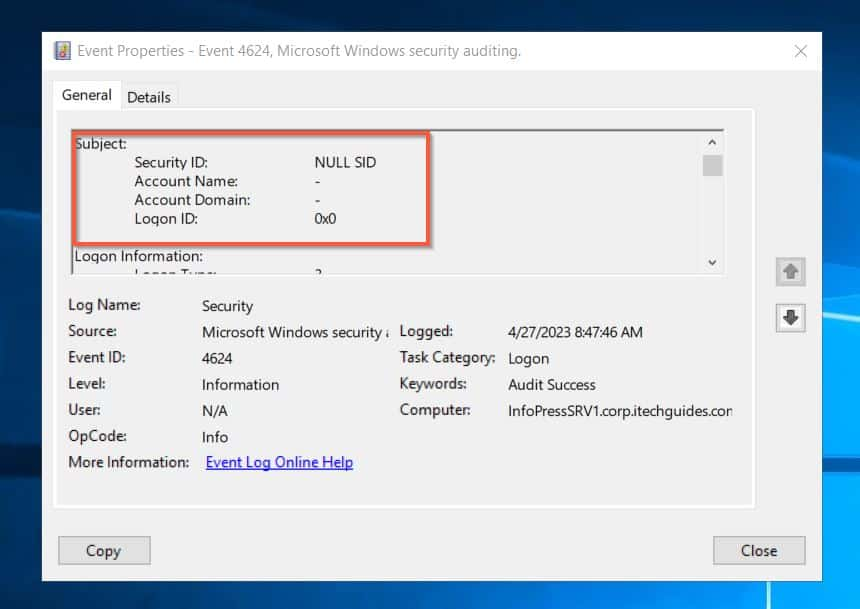 Event Properties - Event 4624, Microsoft Windows security auditing.
General Details
Subject:
Security ID: NULL SID
Account Name: -
Account Domain: -
Logon ID: 0x0
Logon Information:
Logon Type:
Log Name: Security
Source: Microsoft Windows security Logged: 4/27/2023 8:47:46 AM
Event ID: 4624 Task Category: Logon
Level: Information Keywords: Audit Success
User: N/A Computer: InfoPressSRV1.corp.itechguides.con
OpCode: Info
More Information: Event Log Online Help
Copy Close